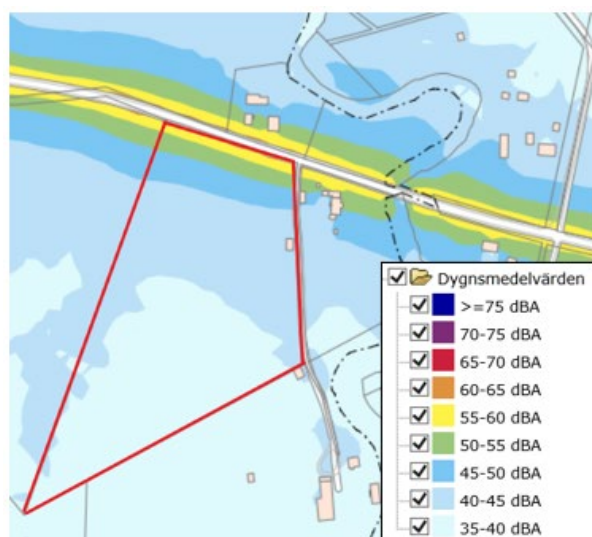 Dygnsmedelvärden
>=75 dBA
70-75 dBA
65-70 dBA
60-65 dBA
55-60 dBA
50-55 dBA
45-50 dBA
40-45 dBA
35-40 dBA